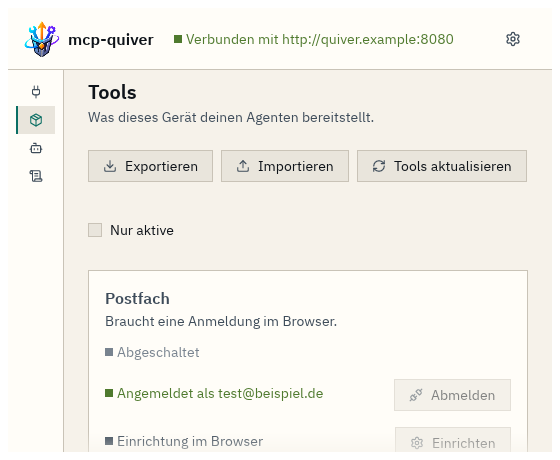 mcp-quiver
Verbunden mit http://quiver.example:8080
Tools
Was dieses Gerät deinen Agenten bereitstellt.
Exportieren
Importieren
Tools aktualisieren
Nur aktive
Postfach
Braucht eine Anmeldung im Browser.
Abgeschaltet
Angemeldet als test@beispiel.de
Abmelden
Einrichtung im Browser
Einrichten